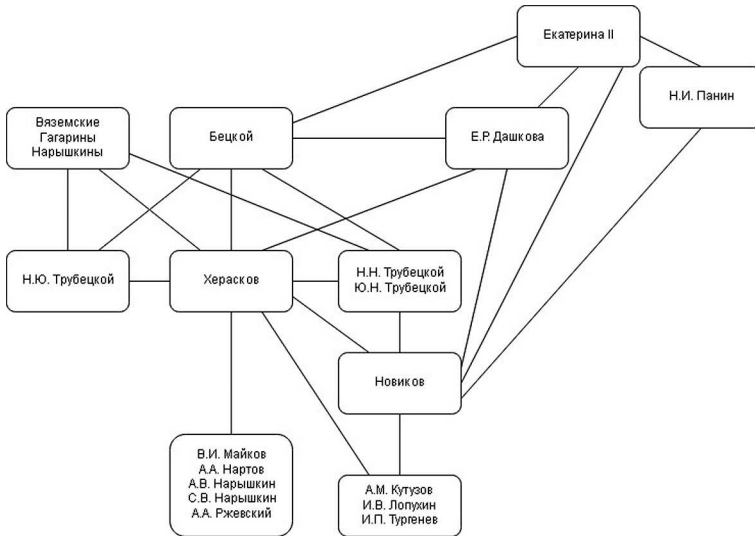 Екатерина II
Н.И. Панин
Вяземские
Гагарины
Нарышкины
Бецкой
Е.Р. Дашкова
Н.Ю. Трубецкой
Херасков
Н.Н. Трубецкой
Ю.Н. Трубецкой
Новиков
В.И. Майков
А.А. Нартов
А.В. Нарышкин
С.В. Нарышкин
А.А. Ржевский
А.М. Кутузов
И.В. Лопухин
И.П. Тургенев